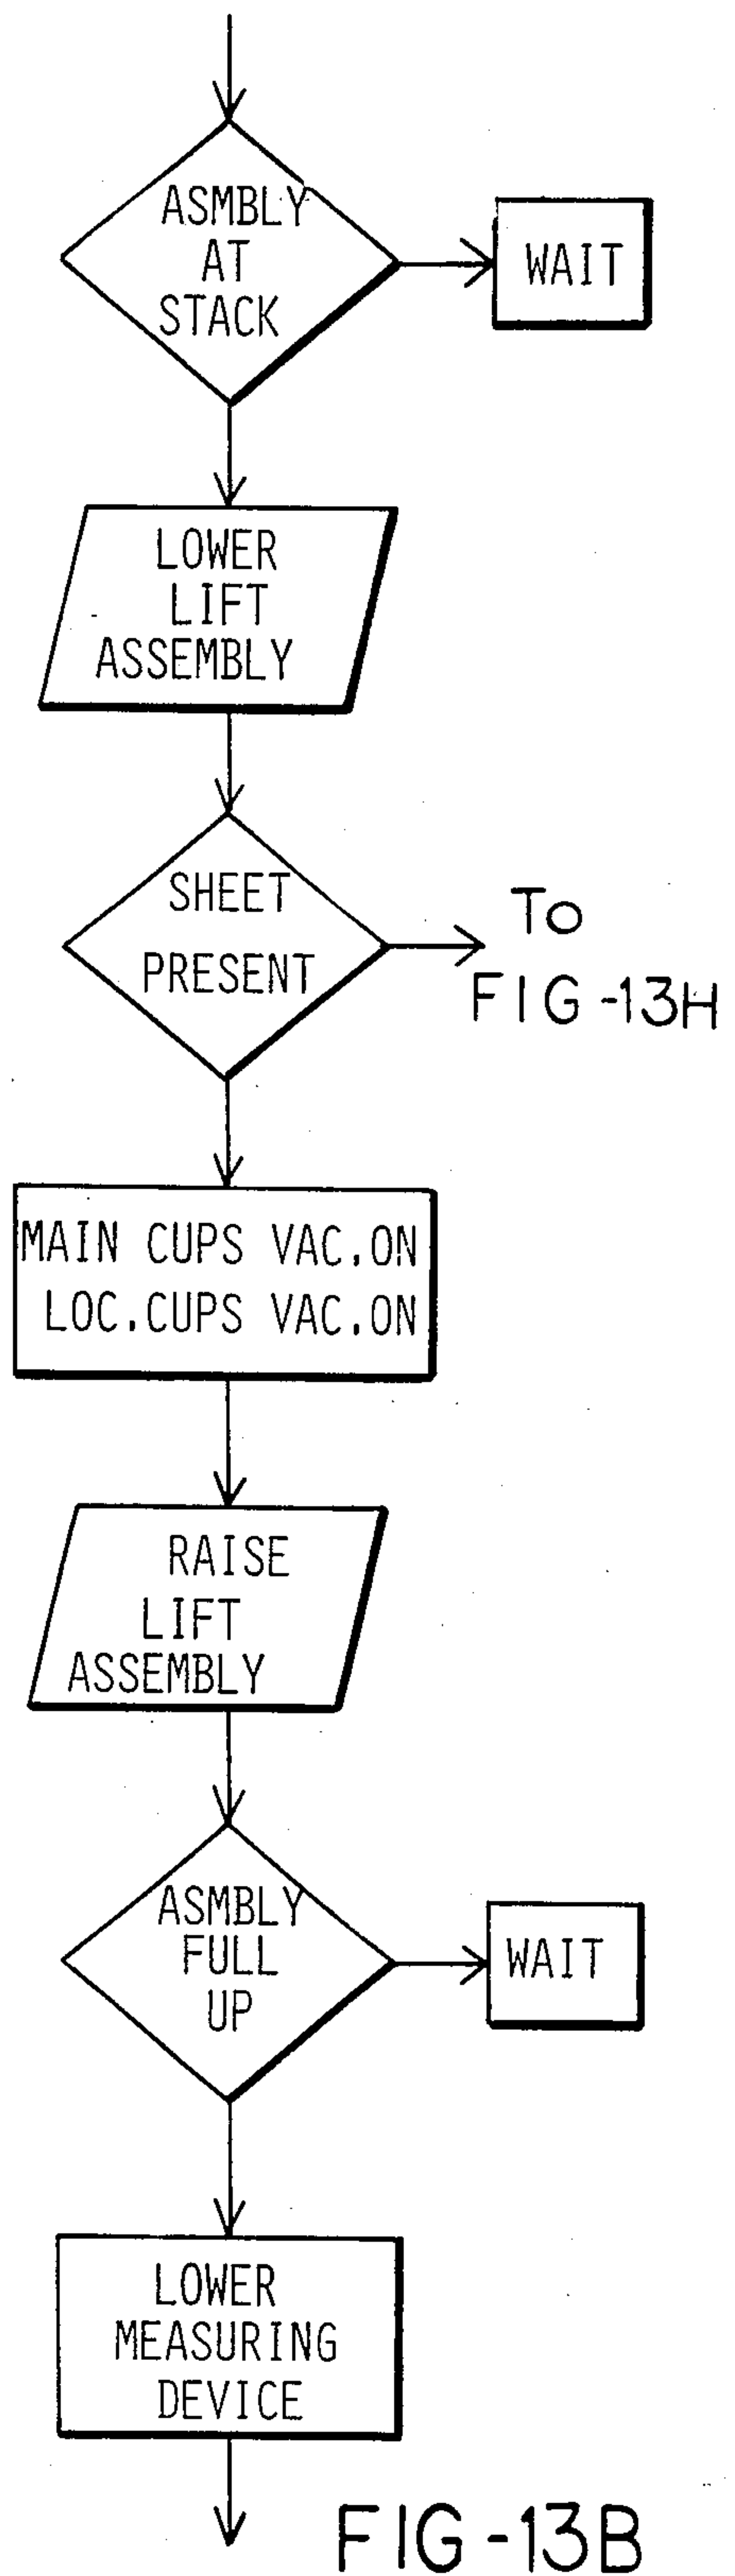 ASMBLY
AT
STACK
WAIT
LOWER
LIFT
ASSEMBLY
SHEET
PRESENT
To
FIG-13H
MAIN CUPS VAC.ON
LOC.CUPS VAC.ON
RAISE
LIFT
ASSEMBLY
ASMBLY
FULL
UP
WAIT
LOWER
MEASURING
DEVICE
FIG-13B